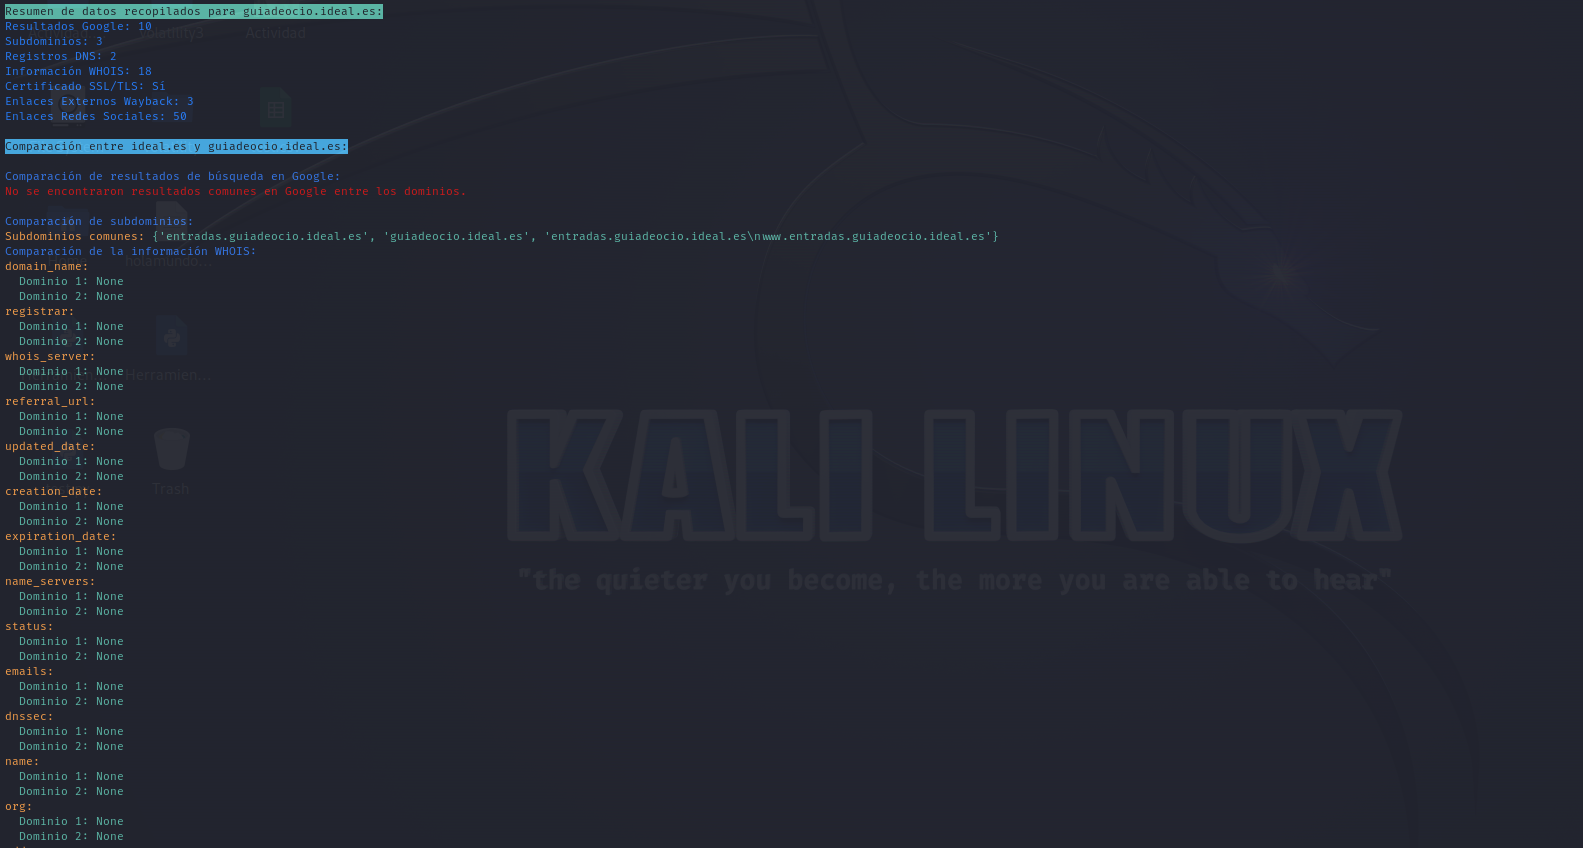 Resumen de datos recopilados para guiadeocio.ideal.es:
Resultados Google: 10
Subdominios: 3
Registros DNS: 2
Información WHOIS: 18
Certificado SSL/TLS: Sí
Enlaces Externos Wayback: 3
Enlaces Redes Sociales: 50
Actividad
Comparación entre ideal.es y guiadeocio.ideal.es:
Comparación de resultados de búsqueda en Google:
No se encontraron resultados comunes en Google entre los dominios.
Comparación de subdominios:
Subdominios comunes: {'entradas.guiadeocio.ideal.es', 'guiadeocio.ideal.es', 'entradas.guiadeocio.ideal.es\nwww.entradas.guiadeocio.ideal.es'}
Comparación de la información WHOIS:
domain_name:
Dominio 1: None
Dominio 2: None
registrar:
Dominio 1: None
Dominio 2: None
whois_server:
Dominio 1: None
Dominio 2: None
Herramien...
referral_url:
Dominio 1: None
Dominio 2: None
updated_date:
Dominio 1: None
Dominio 2: None
Trash
creation_date:
Dominio 1: None
Dominio 2: None
expiration_date:
Dominio 1: None
Dominio 2: None
name_servers:
Dominio 1: None
Dominio 2: None
status:
Dominio 1: None
Dominio 2: None
emails:
Dominio 1: None
Dominio 2: None
dnssec:
Dominio 1: None
Dominio 2: None
name:
Dominio 1: None
Dominio 2: None
org:
Dominio 1: None
Dominio 2: None
KALI LINUX
"the quieter you become, the more you are able to hear"